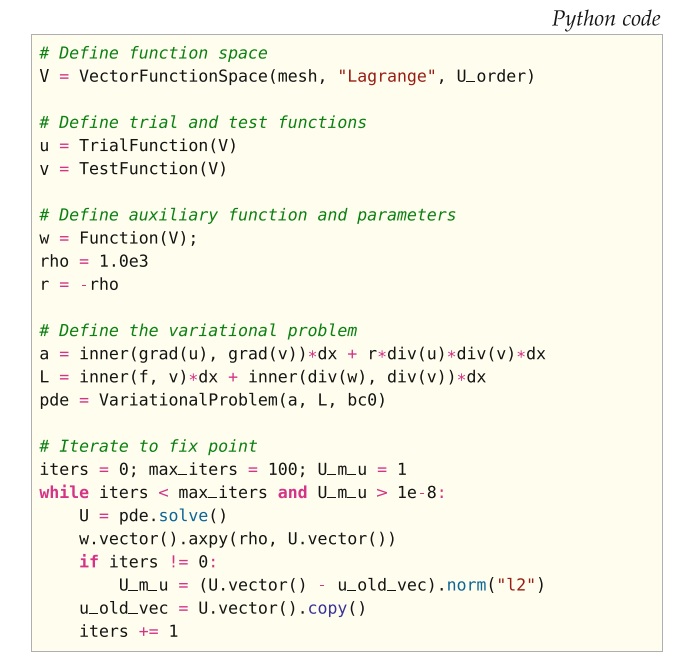 Python code
# Define function space
V = VectorFunctionSpace(mesh, "Lagrange", U_order)
# Define trial and test functions
u = TrialFunction(V)
v = TestFunction(V)
# Define auxiliary function and parameters
w = Function(V);
rho = 1.0e3
r = -rho
# Define the variational problem
a = inner(grad(u), grad(v))*dx + r*div(u)*div(v)*dx
L = inner(f, v)*dx + inner(div(w), div(v))*dx
pde = VariationalProblem(a, L, bc0)
# Iterate to fix point
iters = 0; max_iters = 100; U_m_u = 1
while iters < max_iters and U_m_u > 1e-8:
    U = pde.solve()
    w.vector().axpy(rho, U.vector())
    if iters != 0:
        U_m_u = (U.vector() - u_old_vec).norm("l2")
    u_old_vec = U.vector().copy()
    iters += 1